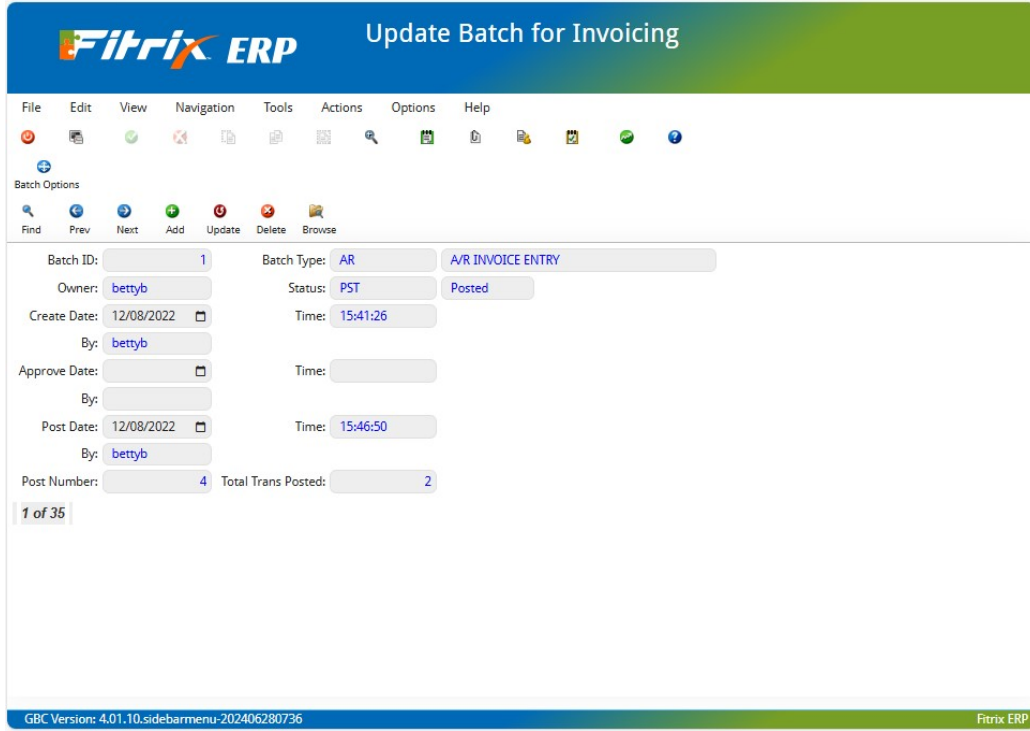 Fitrix ERP
Update Batch for Invoicing
File Edit View Navigation Tools Actions Options Help
Batch Options
Find Prev Next Add Update Delete Browse
Batch ID: 1 Batch Type: AR A/R INVOICE ENTRY
Owner: bettyb Status: PST Posted
Create Date: 12/08/2022 Time: 15:41:26
By: bettyb
Approve Date: Time:
By:
Post Date: 12/08/2022 Time: 15:46:50
By: bettyb
Post Number: 4 Total Trans Posted: 2
1 of 35
GBC Version: 4.01.10.sidebarmenu-202406280736 Fitrix ERP